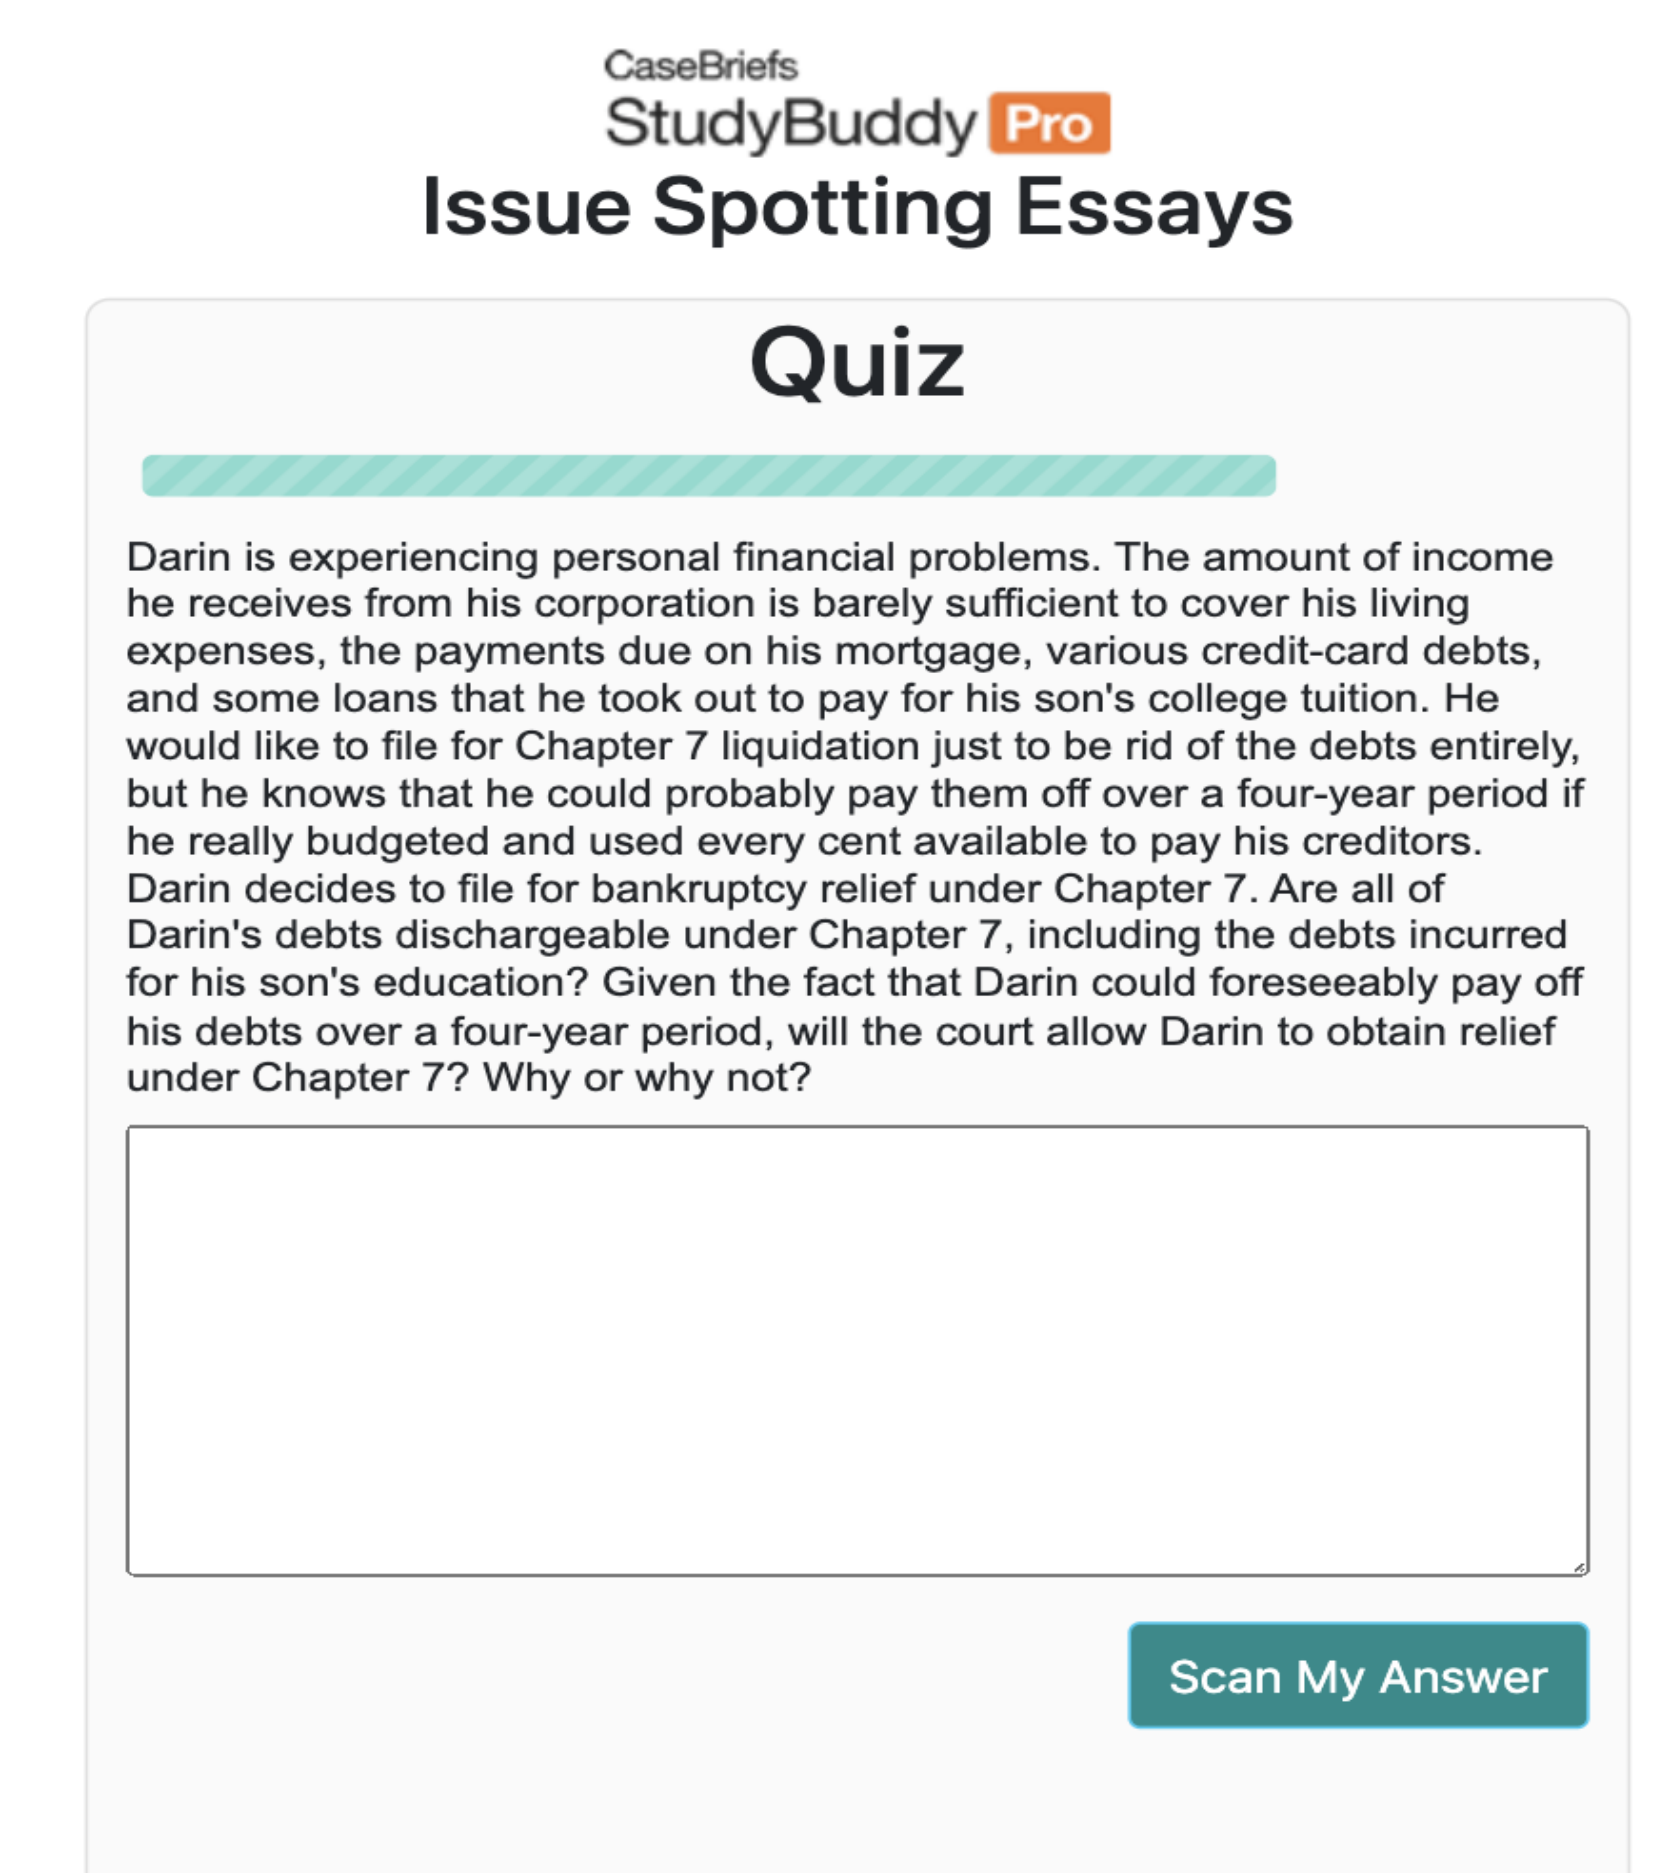 CaseBriefs
StudyBuddy Pro
Issue Spotting Essays
Quiz
Darin is experiencing personal financial problems. The amount of income
he receives from his corporation is barely sufficient to cover his living
expenses, the payments due on his mortgage, various credit-card debts,
and some loans that he took out to pay for his son's college tuition. He
would like to file for Chapter 7 liquidation just to be rid of the debts entirely,
but he knows that he could probably pay them off over a four-year period if
he really budgeted and used every cent available to pay his creditors.
Darin decides to file for bankruptcy relief under Chapter 7. Are all of
Darin's debts dischargeable under Chapter 7, including the debts incurred
for his son's education? Given the fact that Darin could foreseeably pay off
his debts over a four-year period, will the court allow Darin to obtain relief
under Chapter 7? Why or why not?
Scan My Answer